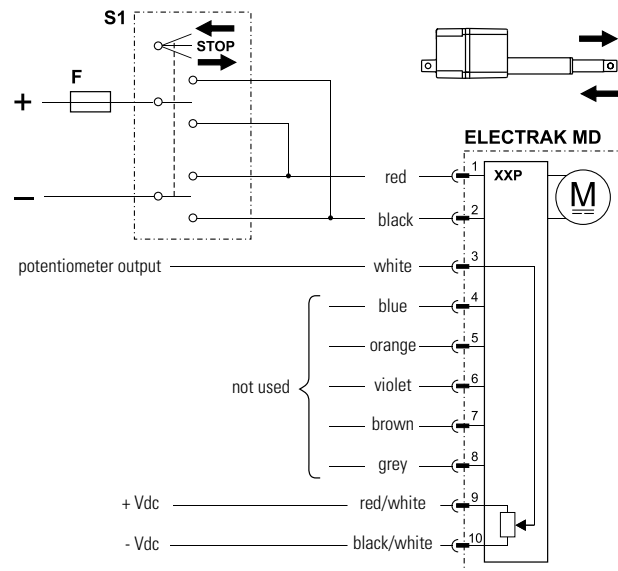 S1
STOP
F
+
–
ELECTRAK MD
XXP
M
red 1
black 2
potentiometer output white 3
blue 4
orange 5
not used violet 6
brown 7
grey 8
+ Vdc red/white 9
- Vdc black/white 10